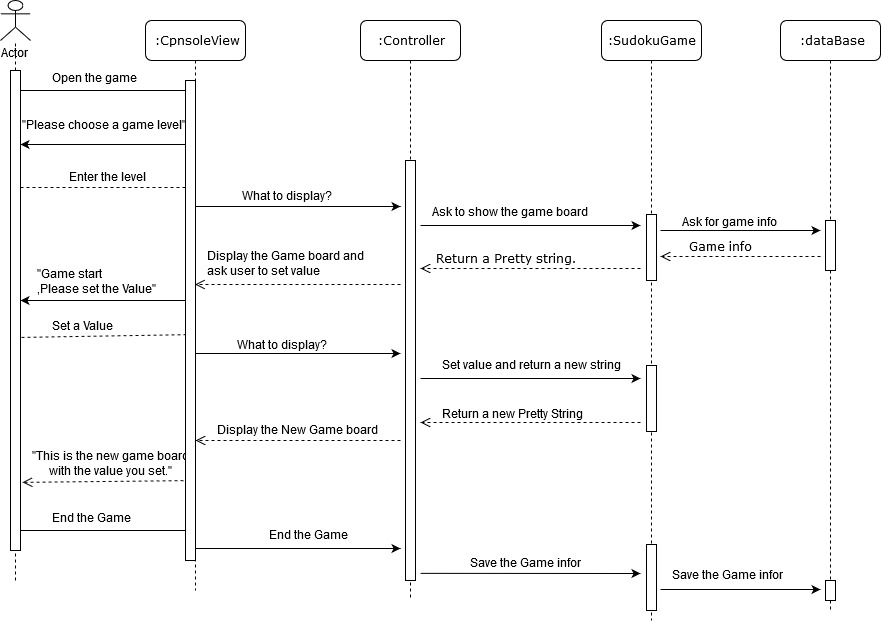 Actor
:CpnsoleView
:Controller
:SudokuGame
:dataBase
Open the game
"Please choose a game level"
Enter the level
What to display?
Ask to show the game board
Ask for game info
Game info
Return a Pretty string.
Display the Game board and
ask user to set value
"Game start
,Please set the Value"
Set a Value
What to display?
Set value and return a new string
Return a new Pretty String
Display the New Game board
"This is the new game board
with the value you set."
End the Game
End the Game
Save the Game infor
Save the Game infor